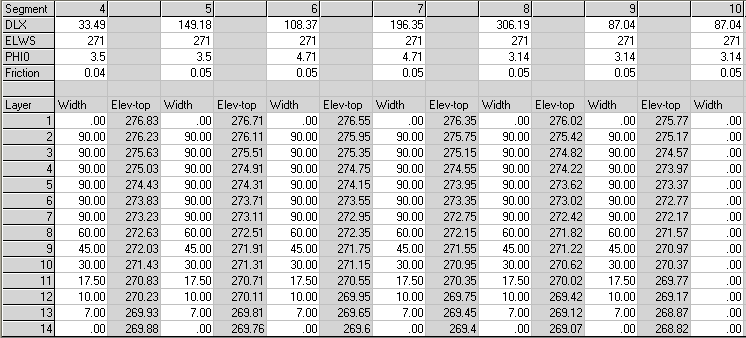 Segment 4 5 6 7 8 9 10
DLX 33.49 149.18 108.37 196.35 306.19 87.04 87.04
ELWS 271 271 271 271 271 271 271
PHI0 3.5 3.5 4.71 4.71 3.14 3.14 3.14
Friction 0.04 0.05 0.05 0.05 0.05 0.05 0.05
Layer Width Elev-top Width Elev-top Width Elev-top Width Elev-top Width Elev-top Width Elev-top Width
1 .00 276.83 .00 276.71 .00 276.55 .00 276.35 .00 276.02 .00 275.77 .00
2 90.00 276.23 90.00 276.11 90.00 275.95 90.00 275.75 90.00 275.42 90.00 275.17 .00
3 90.00 275.63 90.00 275.51 90.00 275.35 90.00 275.15 90.00 274.82 90.00 274.57 .00
4 90.00 275.03 90.00 274.91 90.00 274.75 90.00 274.55 90.00 274.22 90.00 273.97 .00
5 90.00 274.43 90.00 274.31 90.00 274.15 90.00 273.95 90.00 273.62 90.00 273.37 .00
6 90.00 273.83 90.00 273.71 90.00 273.55 90.00 273.35 90.00 273.02 90.00 272.77 .00
7 90.00 273.23 90.00 273.11 90.00 272.95 90.00 272.75 90.00 272.42 90.00 272.17 .00
8 60.00 272.63 60.00 272.51 60.00 272.35 60.00 272.15 60.00 271.82 60.00 271.57 .00
9 45.00 272.03 45.00 271.91 45.00 271.75 45.00 271.55 45.00 271.22 45.00 270.97 .00
10 30.00 271.43 30.00 271.31 30.00 271.15 30.00 270.95 30.00 270.62 30.00 270.37 .00
11 17.50 270.83 17.50 270.71 17.50 270.55 17.50 270.35 17.50 270.02 17.50 269.77 .00
12 10.00 270.23 10.00 270.11 10.00 269.95 10.00 269.75 10.00 269.42 10.00 269.17 .00
13 7.00 269.93 7.00 269.81 7.00 269.65 7.00 269.45 7.00 269.12 7.00 268.87 .00
14 .00 269.88 .00 269.76 .00 269.6 .00 269.4 .00 269.07 .00 268.82 .00